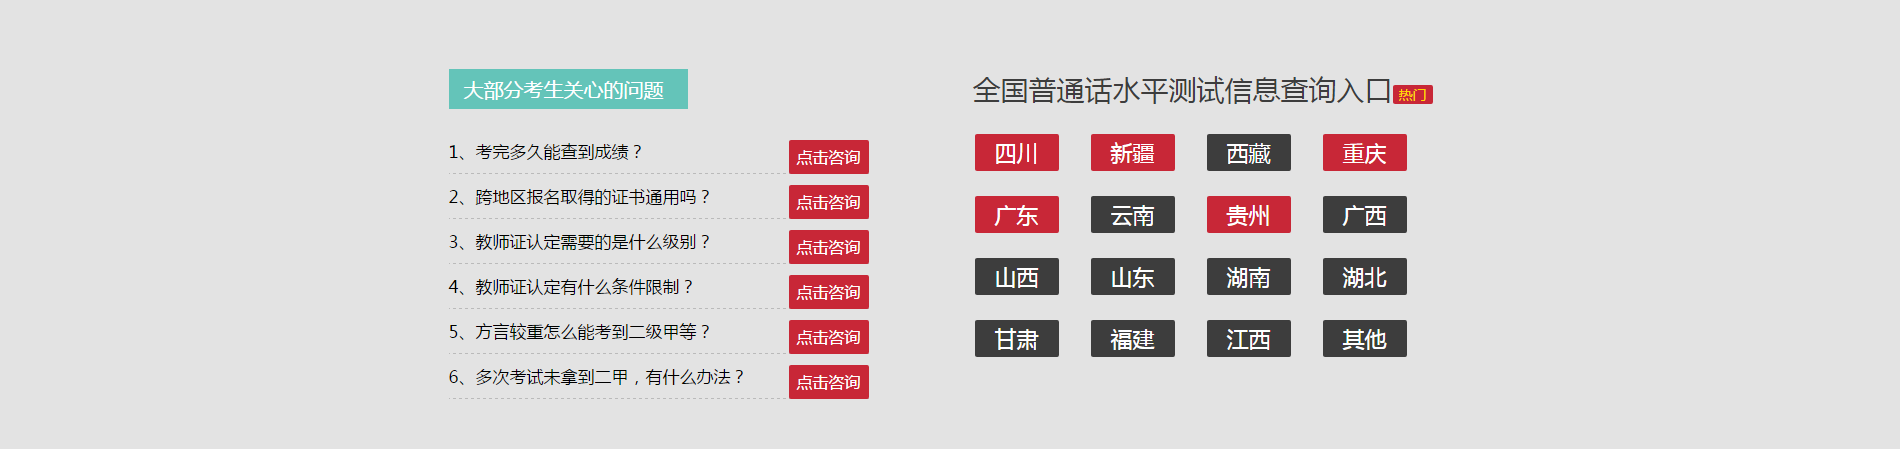 大部分考生关心的问题
1、考完多久能查到成绩？ 点击咨询
2、跨地区报名取得的证书通用吗？ 点击咨询
3、教师证认定需要的是什么级别？ 点击咨询
4、教师证认定有什么条件限制？ 点击咨询
5、方言较重怎么能考到二级甲等？ 点击咨询
6、多次考试未拿到二甲，有什么办法？ 点击咨询
全国普通话水平测试信息查询入口 热门
四川 新疆 西藏 重庆
广东 云南 贵州 广西
山西 山东 湖南 湖北
甘肃 福建 江西 其他